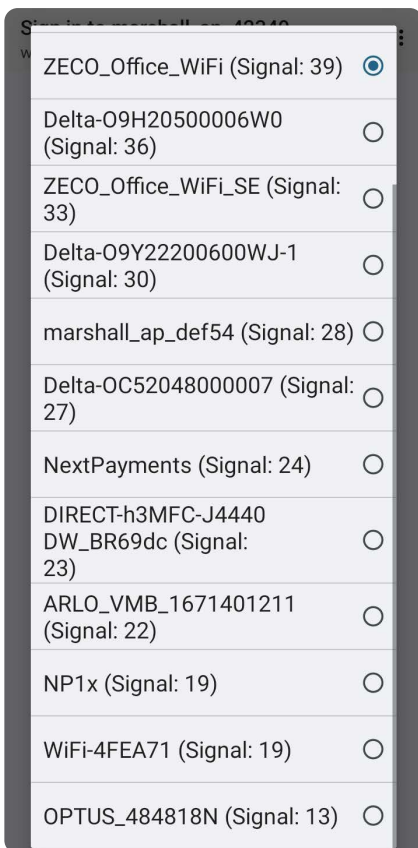 ZECO_Office_WiFi (Signal: 39)
Delta-O9H20500006W0
(Signal: 36)
ZECO_Office_WiFi_SE (Signal:
33)
Delta-O9Y22200600WJ-1
(Signal: 30)
marshall_ap_def54 (Signal: 28)
Delta-OC52048000007 (Signal:
27)
NextPayments (Signal: 24)
DIRECT-h3MFC-J4440
DW_BR69dc (Signal:
23)
ARLO_VMB_1671401211
(Signal: 22)
NP1x (Signal: 19)
WiFi-4FEA71 (Signal: 19)
OPTUS_484818N (Signal: 13)